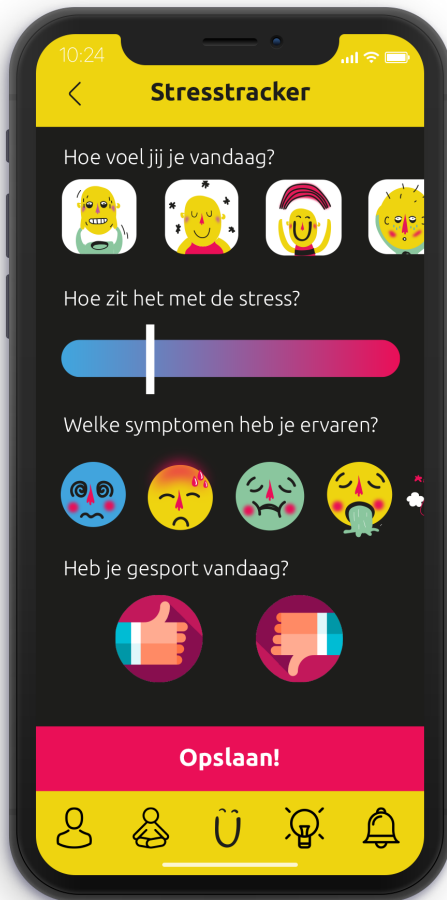 10:24
Stresstracker
Hoe voel jij je vandaag?
Hoe zit het met de stress?
Welke symptomen heb je ervaren?
Heb je gesport vandaag?
Opslaan!